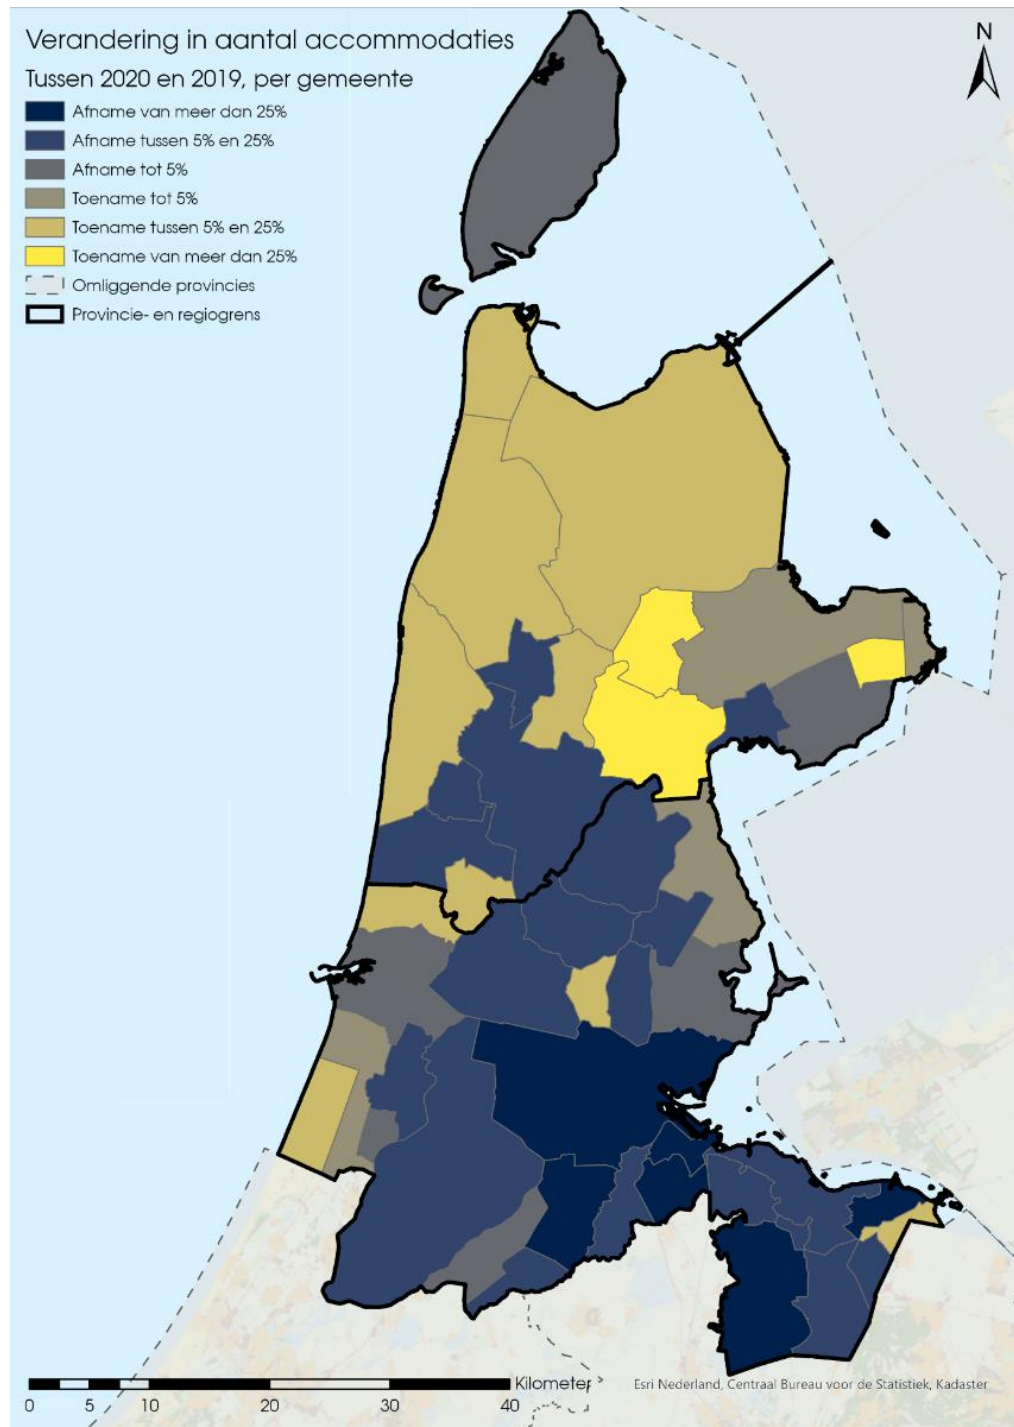 Verandering in aantal accommodaties
Tussen 2020 en 2019, per gemeente
Afname van meer dan 25%
Afname tussen 5% en 25%
Afname tot 5%
Toename tot 5%
Toename tussen 5% en 25%
Toename van meer dan 25%
Omliggende provincies
Provincie- en regiogrens
N
Kilometer
0 5 10 20 30 40
Esri Nederland, Centraal Bureau voor de Statistiek, Kadaster